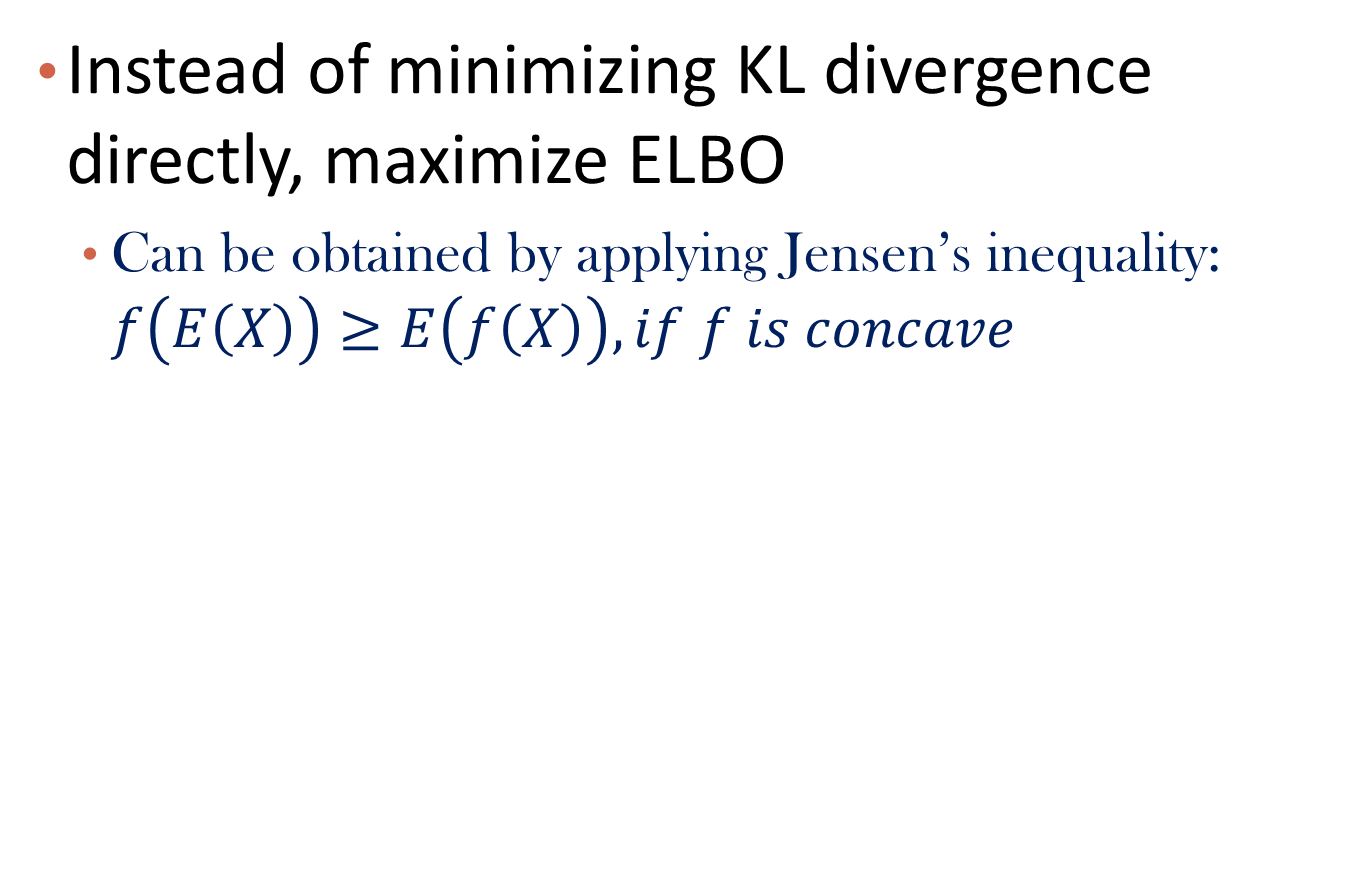 • Instead of minimizing KL divergence
directly, maximize ELBO
• Can be obtained by applying Jensen’s inequality:
𝑓(𝐸(𝑋)) ≥ 𝐸(𝑓(𝑋)), 𝑖𝑓 𝑓 𝑖𝑠 𝑐𝑜𝑛𝑐𝑎𝑣𝑒